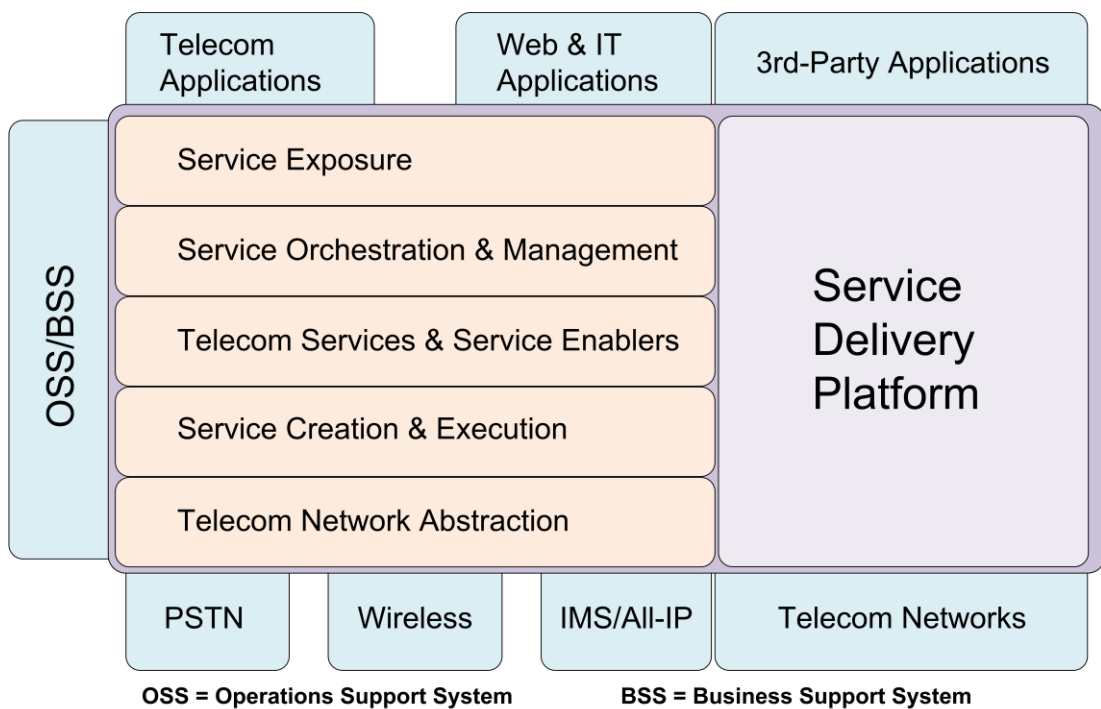 Telecom
Applications
Web & IT
Applications
3rd-Party Applications
OSS/BSS
Service Exposure
Service Orchestration & Management
Telecom Services & Service Enablers
Service Creation & Execution
Telecom Network Abstraction
Service
Delivery
Platform
PSTN
Wireless
IMS/All-IP
Telecom Networks
OSS = Operations Support System
BSS = Business Support System